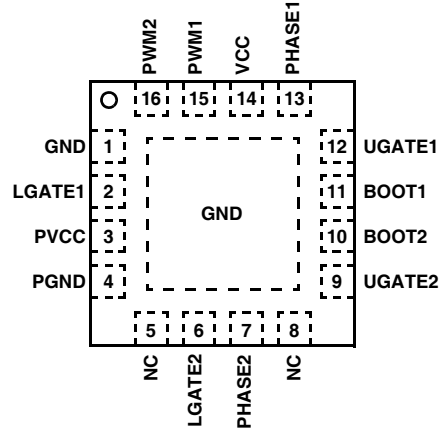 PWM2
PWM1
VCC
PHASE1
16
15
14
13
GND
1
12
UGATE1
LGATE1
2
11
BOOT1
GND
PVCC
3
10
BOOT2
PGND
4
9
UGATE2
5
6
7
8
NC
LGATE2
PHASE2
NC